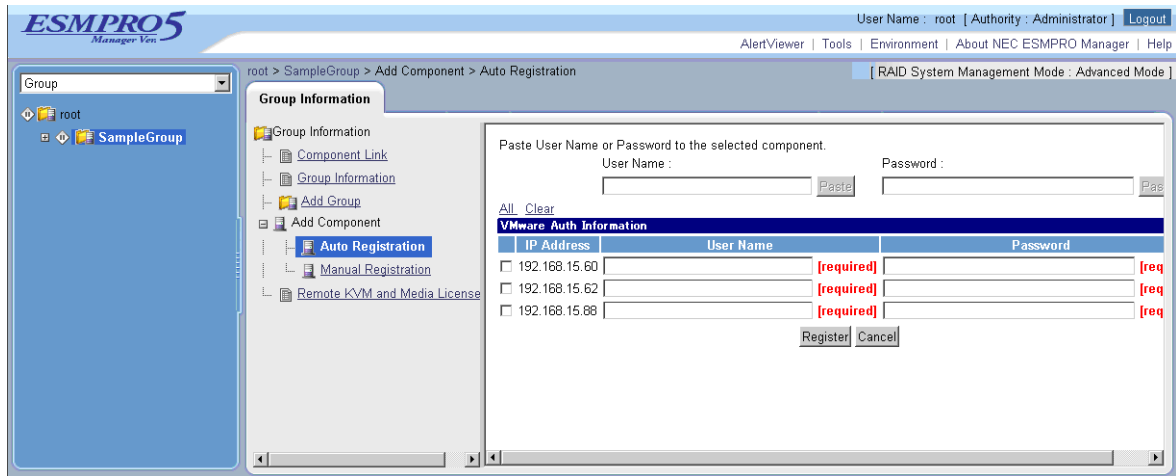 ESMPRO5
Manager Ver.
User Name : root [ Authority : Administrator ] Logout
AlertViewer | Tools | Environment | About NEC ESMPRO Manager | Help
root > SampleGroup > Add Component > Auto Registration
[ RAID System Management Mode : Advanced Mode ]
Group
root
SampleGroup
Group Information
Group Information
Component Link
Group Information
Add Group
Add Component
Auto Registration
Manual Registration
Remote KVM and Media License
Paste User Name or Password to the selected component.
User Name : Password :
Paste Pas
All Clear
VMware Auth Information
IP Address User Name Password
192.168.15.60 [required] [req
192.168.15.62 [required] [req
192.168.15.88 [required] [req
Register Cancel